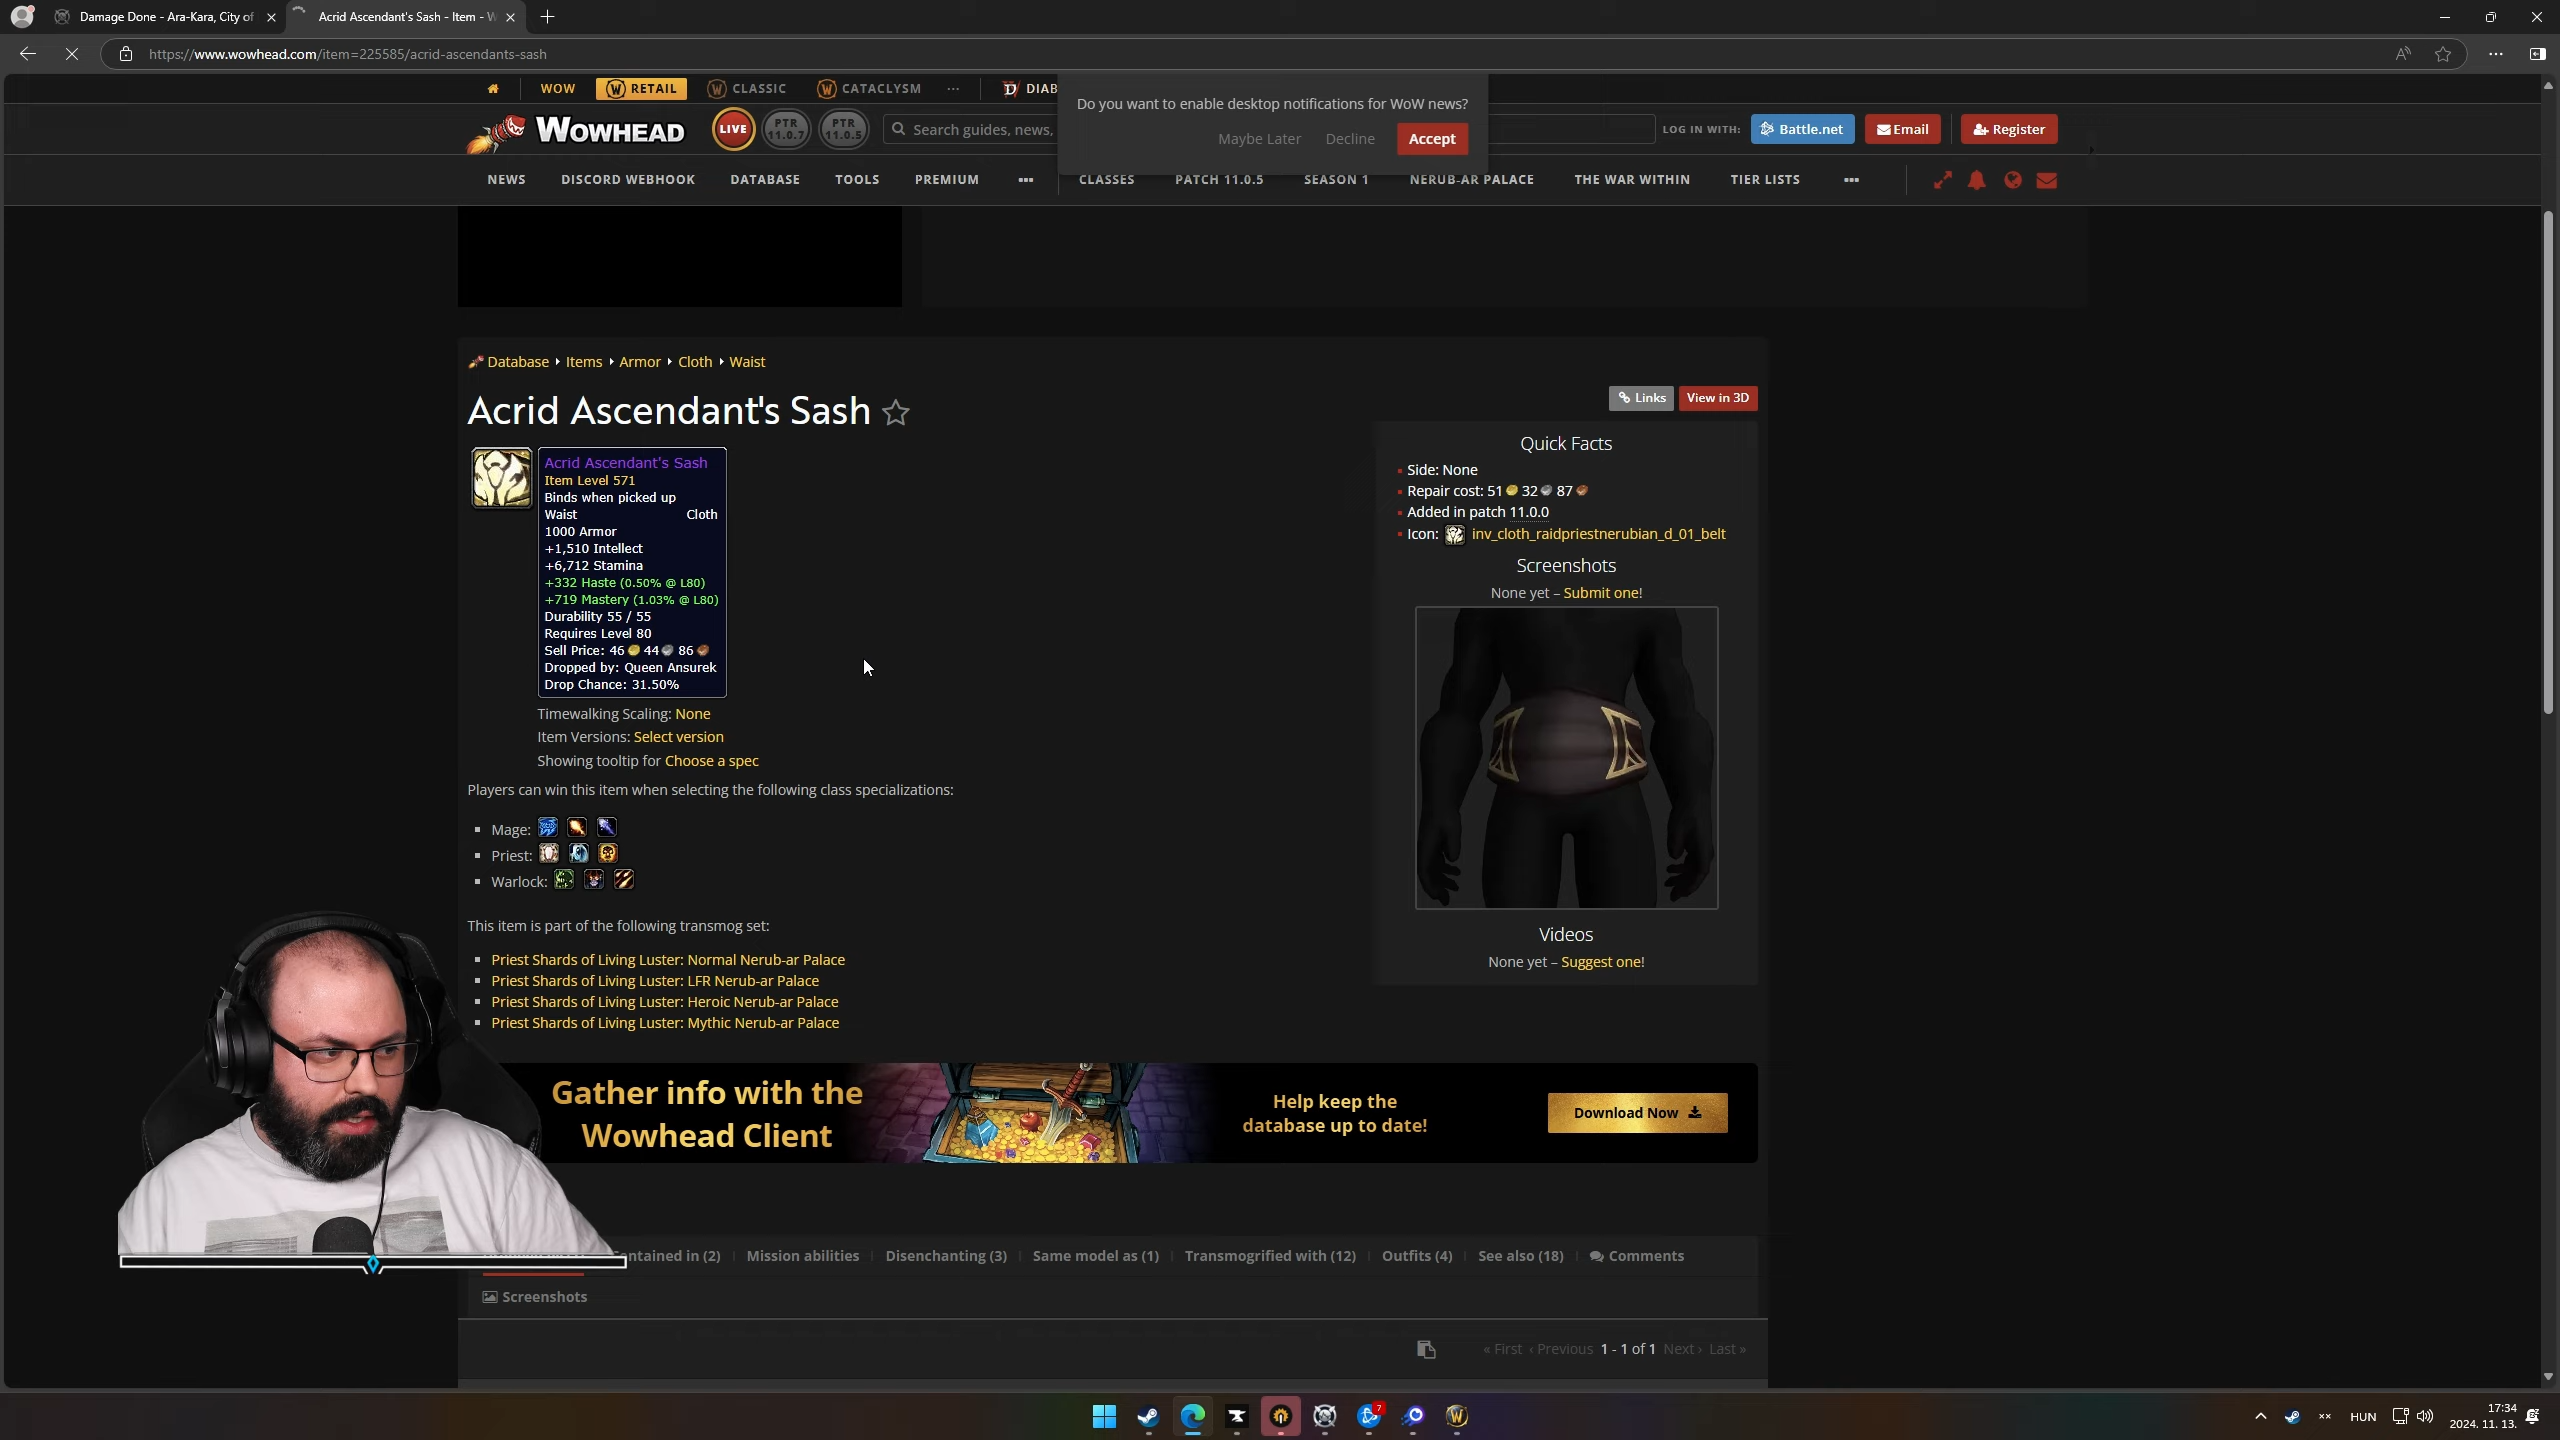 Damage Done - Ara-Kara, City of
Acrid Ascendant's Sash - Item - W
https://www.wowhead.com/item=225585/acrid-ascendants-sash
WOW
RETAIL
CLASSIC
CATACLYSM
DIAB
Do you want to enable desktop notifications for WoW news?
Maybe Later
Decline
Accept
WOWHEAD
LIVE
PTR 11.0.7
PTR 11.0.5
Search guides, news,
LOG IN WITH:
Battle.net
Email
Register
NEWS
DISCORD WEBHOOK
DATABASE
TOOLS
PREMIUM
CLASSES
PATCH 11.0.5
SEASON 1
NERUB-AR PALACE
THE WAR WITHIN
TIER LISTS
Database
Items
Armor
Cloth
Waist
Acrid Ascendant's Sash
Links
View in 3D
Acrid Ascendant's Sash
Item Level 571
Binds when picked up
Waist Cloth
1000 Armor
+1,510 Intellect
+6,712 Stamina
+332 Haste (0.50% @ L80)
+719 Mastery (1.03% @ L80)
Durability 55 / 55
Requires Level 80
Sell Price: 46 44 86
Dropped by: Queen Ansurek
Drop Chance: 31.50%
Timewalking Scaling: None
Item Versions: Select version
Showing tooltip for Choose a spec
Players can win this item when selecting the following class specializations:
Mage:
Priest:
Warlock:
This item is part of the following transmog set:
Priest Shards of Living Luster: Normal Nerub-ar Palace
Priest Shards of Living Luster: LFR Nerub-ar Palace
Priest Shards of Living Luster: Heroic Nerub-ar Palace
Priest Shards of Living Luster: Mythic Nerub-ar Palace
Quick Facts
Side: None
Repair cost: 51 32 87
Added in patch 11.0.0
Icon: inv_cloth_raidpriestnerubian_d_01_belt
Screenshots
None yet – Submit one!
Videos
None yet – Suggest one!
Gather info with the
Wowhead Client
Help keep the
database up to date!
Download Now
ntained in (2)
Mission abilities
Disenchanting (3)
Same model as (1)
Transmogrified with (12)
Outfits (4)
See also (18)
Comments
Screenshots
« First ‹ Previous 1 - 1 of 1 Next › Last »
7
HUN
17:34
2024. 11. 13.